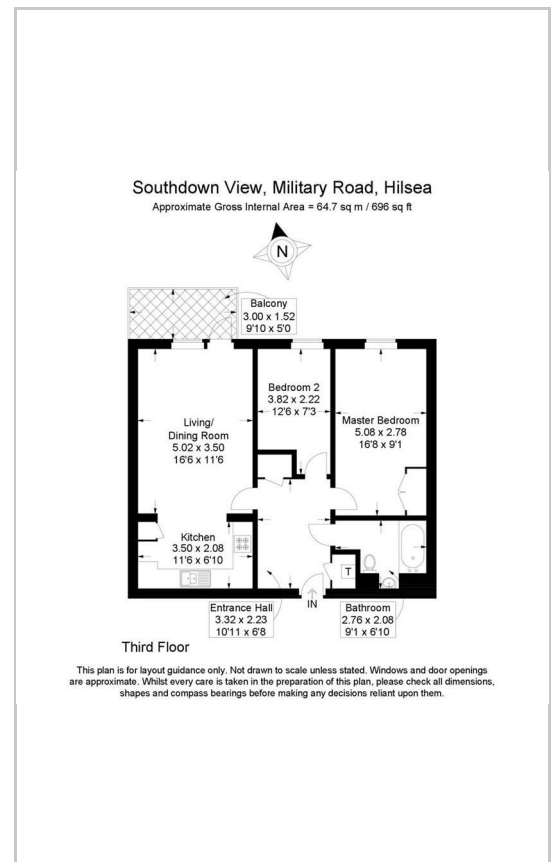 Southdown View, Military Road, Hilsea
Approximate Gross Internal Area = 64.7 sq m / 696 sq ft
N
Balcony
3.00 x 1.52
9'10 x 5'0
Bedroom 2
3.82 x 2.22
12'6 x 7'3
Living/
Dining Room
5.02 x 3.50
16'6 x 11'6
Master Bedroom
5.08 x 2.78
16'8 x 9'1
Kitchen
3.50 x 2.08
11'6 x 6'10
T
IN
Entrance Hall
3.32 x 2.23
10'11 x 6'8
Bathroom
2.76 x 2.08
9'1 x 6'10
Third Floor
This plan is for layout guidance only. Not drawn to scale unless stated. Windows and door openings
are approximate. Whilst every care is taken in the preparation of this plan, please check all dimensions,
shapes and compass bearings before making any decisions reliant upon them.